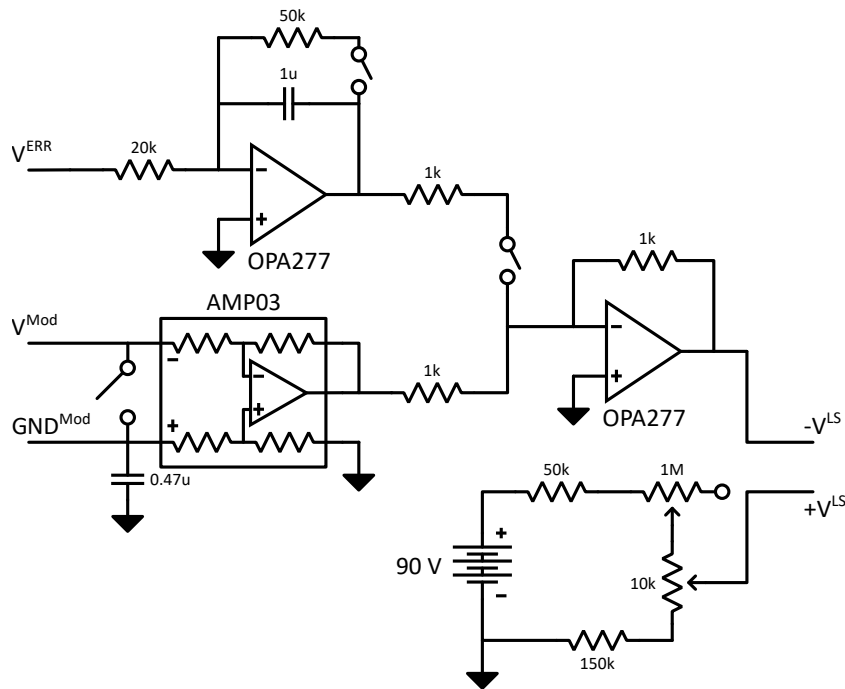 50k
1u
V^ERR
20k
−
+
OPA277
1k
1k
AMP03
V^Mod
−
−
+
+
GND^Mod
1k
−
+
OPA277
0.47u
-V^LS
50k
1M
+V^LS
+
90 V
−
10k
150k